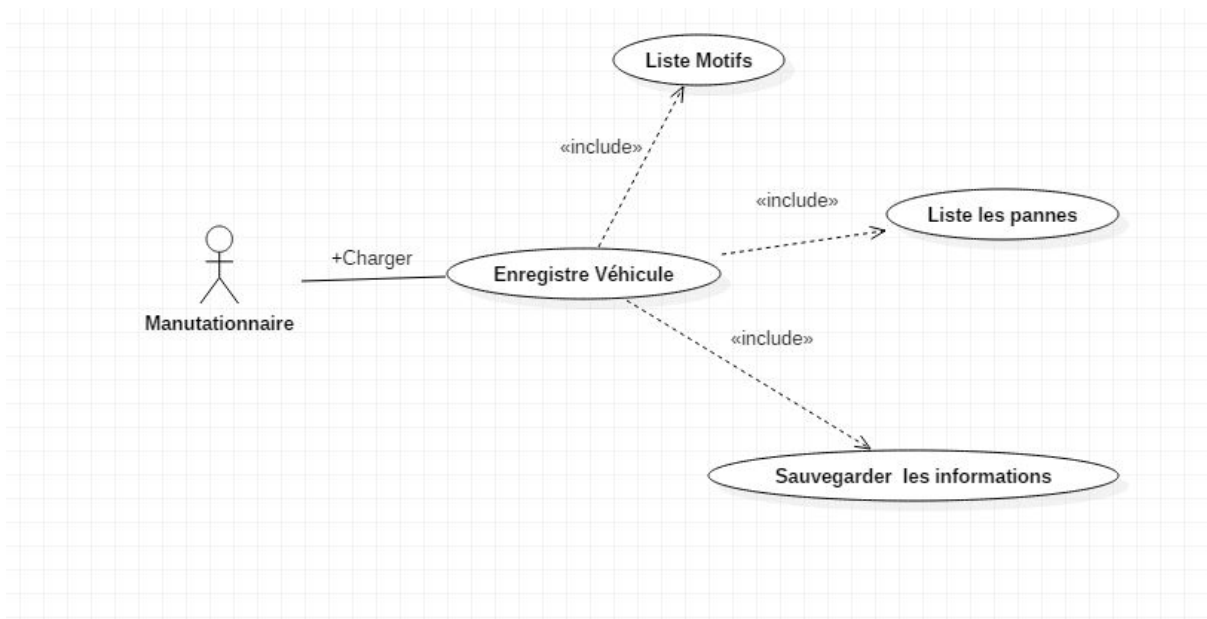 Liste Motifs
«include»
«include»
Liste les pannes
+Charger
Enregistre Véhicule
Manutationnaire
«include»
Sauvegarder les informations